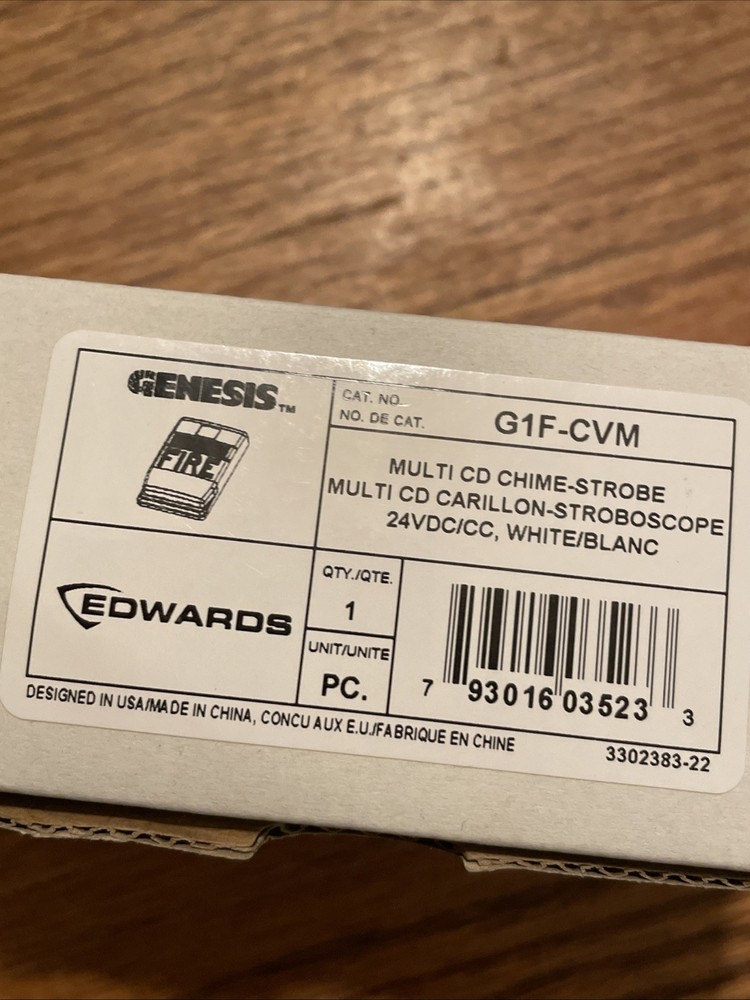 GENESIS™
FIRE
CAT. NO.
NO. DE CAT.
G1F-CVM
MULTI CD CHIME-STROBE
MULTI CD CARILLON-STROBOSCOPE
24VDC/CC, WHITE/BLANC
EDWARDS
QTY./QTE.
1
UNIT/UNITE
PC.
7 93016 03523 3
DESIGNED IN USA/MADE IN CHINA, CONCU AUX E.U./FABRIQUE EN CHINE
3302383-22